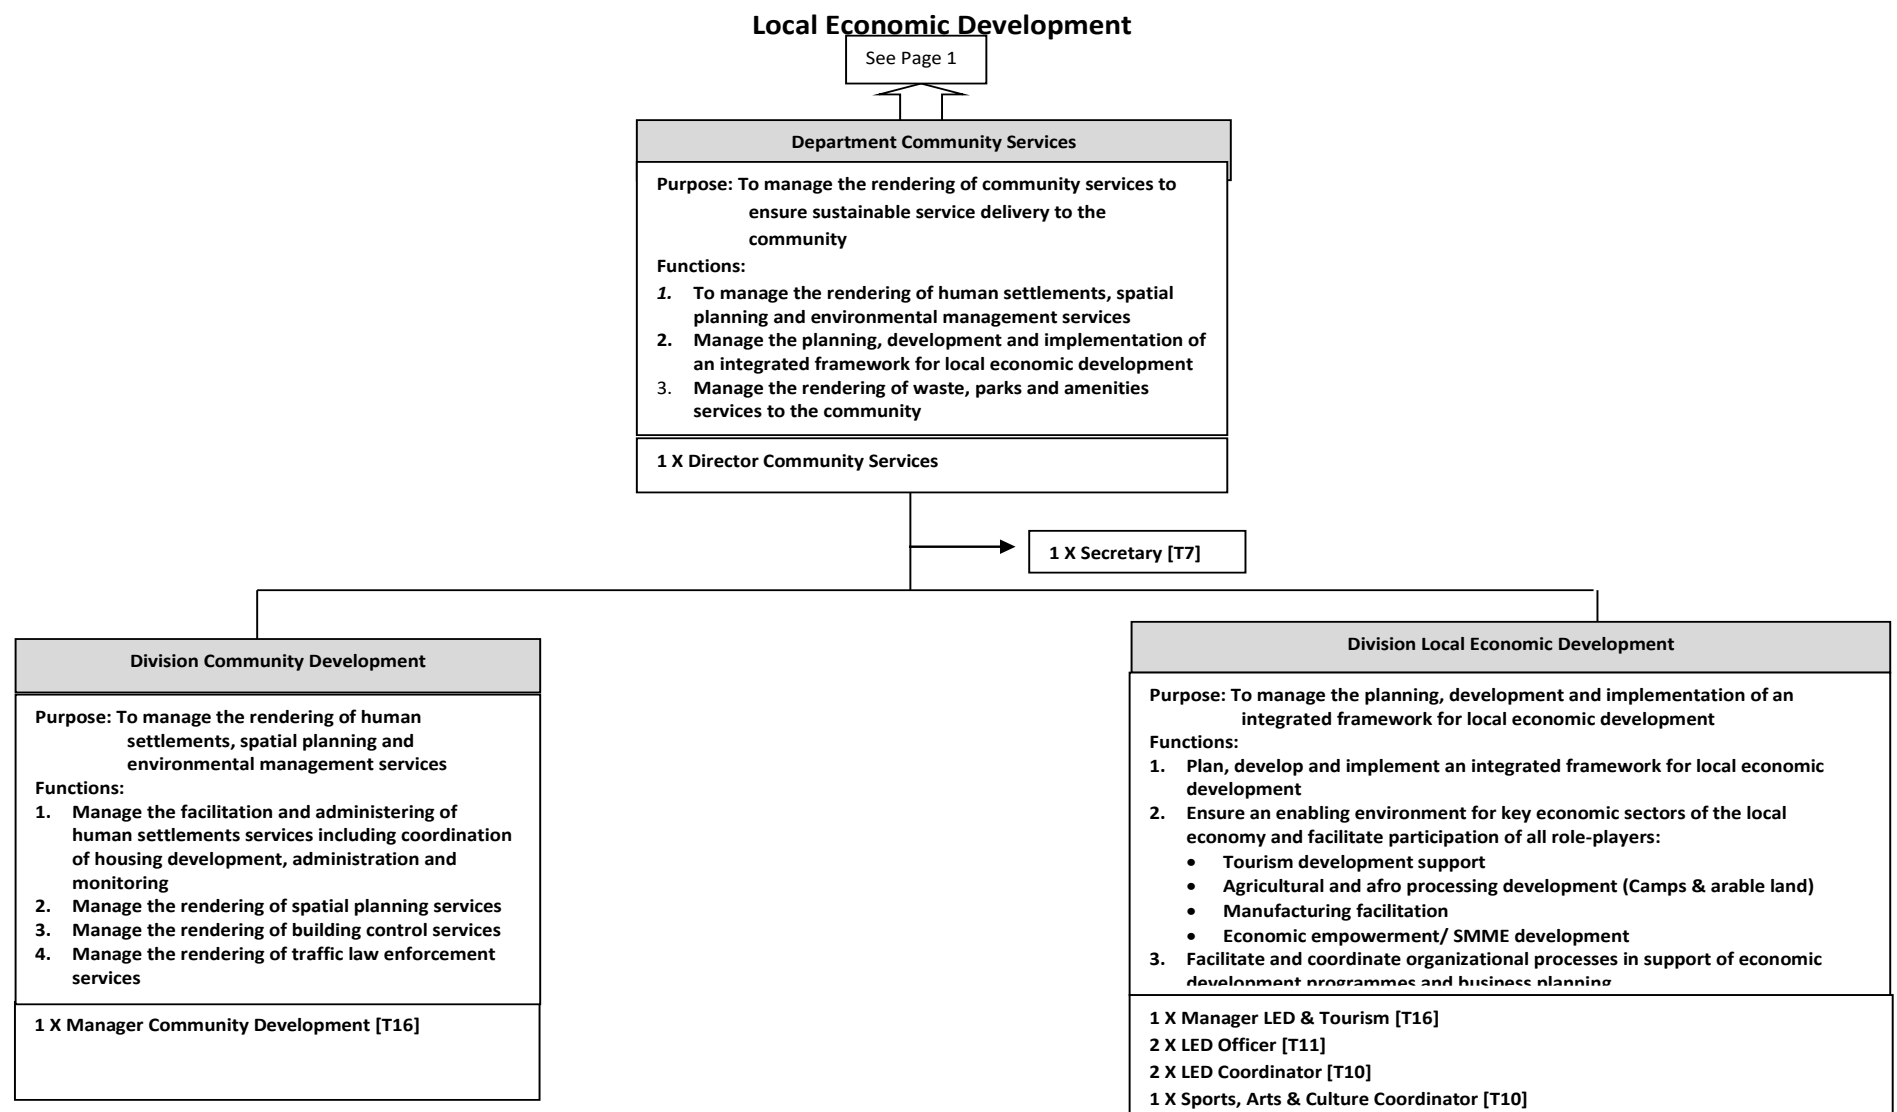 Local Economic Development
See Page 1
Department Community Services
Purpose: To manage the rendering of community services to
ensure sustainable service delivery to the
community
Functions:
1. To manage the rendering of human settlements, spatial
planning and environmental management services
2. Manage the planning, development and implementation of
an integrated framework for local economic development
3. Manage the rendering of waste, parks and amenities
services to the community
1 X Director Community Services
1 X Secretary [T7]
Division Community Development
Purpose: To manage the rendering of human
settlements, spatial planning and
environmental management services
Functions:
1. Manage the facilitation and administering of
human settlements services including coordination
of housing development, administration and
monitoring
2. Manage the rendering of spatial planning services
3. Manage the rendering of building control services
4. Manage the rendering of traffic law enforcement
services
1 X Manager Community Development [T16]
Division Local Economic Development
Purpose: To manage the planning, development and implementation of an
integrated framework for local economic development
Functions:
1. Plan, develop and implement an integrated framework for local economic
development
2. Ensure an enabling environment for key economic sectors of the local
economy and facilitate participation of all role-players:
• Tourism development support
• Agricultural and afro processing development (Camps & arable land)
• Manufacturing facilitation
• Economic empowerment/ SMME development
3. Facilitate and coordinate organizational processes in support of economic
development programmes and business planning
1 X Manager LED & Tourism [T16]
2 X LED Officer [T11]
2 X LED Coordinator [T10]
1 X Sports, Arts & Culture Coordinator [T10]